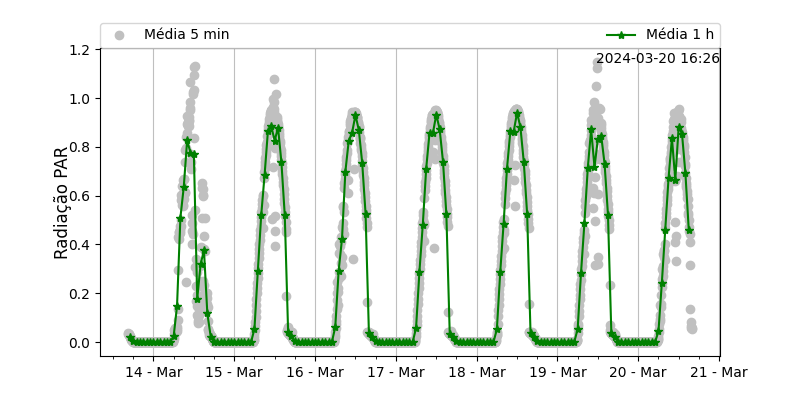 Média 5 min
Média 1 h
2024-03-20 16:26
Radiação PAR
1.2
1.0
0.8
0.6
0.4
0.2
0.0
14 - Mar
15 - Mar
16 - Mar
17 - Mar
18 - Mar
19 - Mar
20 - Mar
21 - Mar